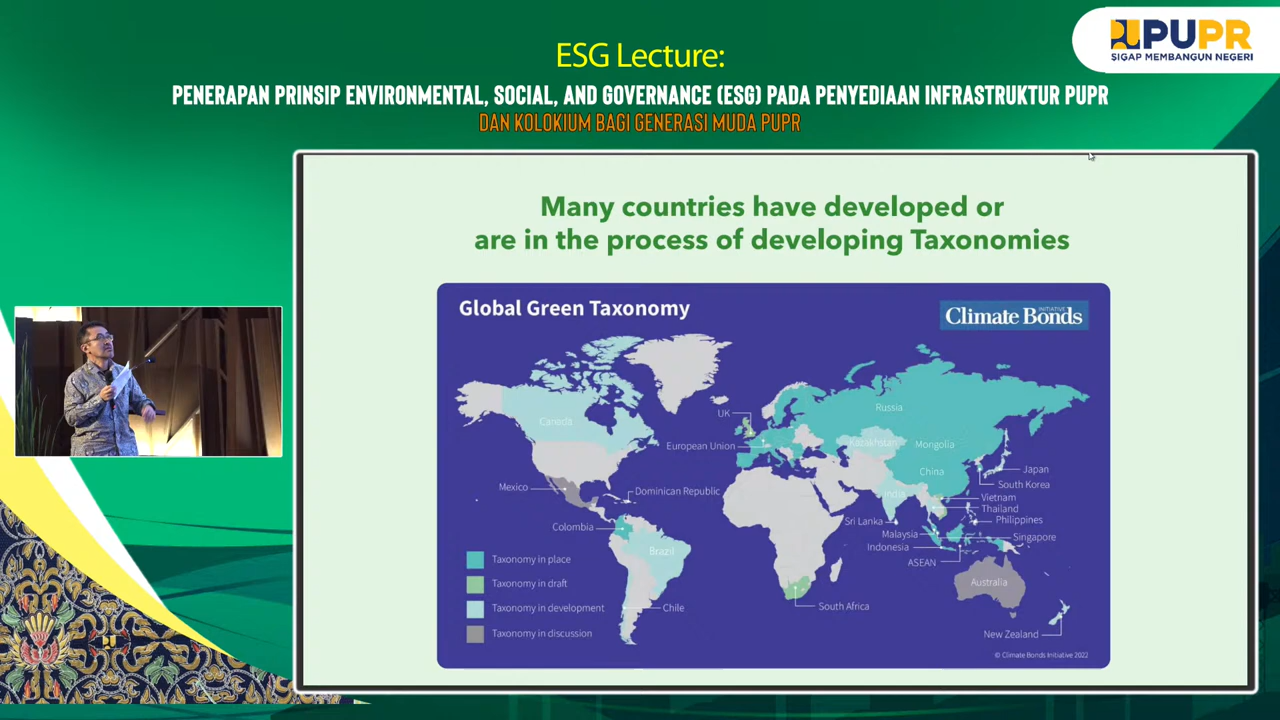 PUPR
SIGAP MEMBANGUN NEGERI
ESG Lecture:
PENERAPAN PRINSIP ENVIRONMENTAL, SOCIAL, AND GOVERNANCE (ESG) PADA PENYEDIAAN INFRASTRUKTUR PUPR
DAN KOLOKIUM BAGI GENERASI MUDA PUPR
Many countries have developed or
are in the process of developing Taxonomies
Global Green Taxonomy
Climate Bonds
INITIATIVE
Canada
UK
Russia
European Union
Kazakhstan
Mongolia
China
Japan
South Korea
Mexico
Dominican Republic
India
Vietnam
Thailand
Philippines
Colombia
Sri Lanka
Malaysia
Singapore
Indonesia
ASEAN
Brazil
Taxonomy in place
Taxonomy in draft
Taxonomy in development
Taxonomy in discussion
Chile
South Africa
Australia
New Zealand
© Climate Bonds Initiative 2022